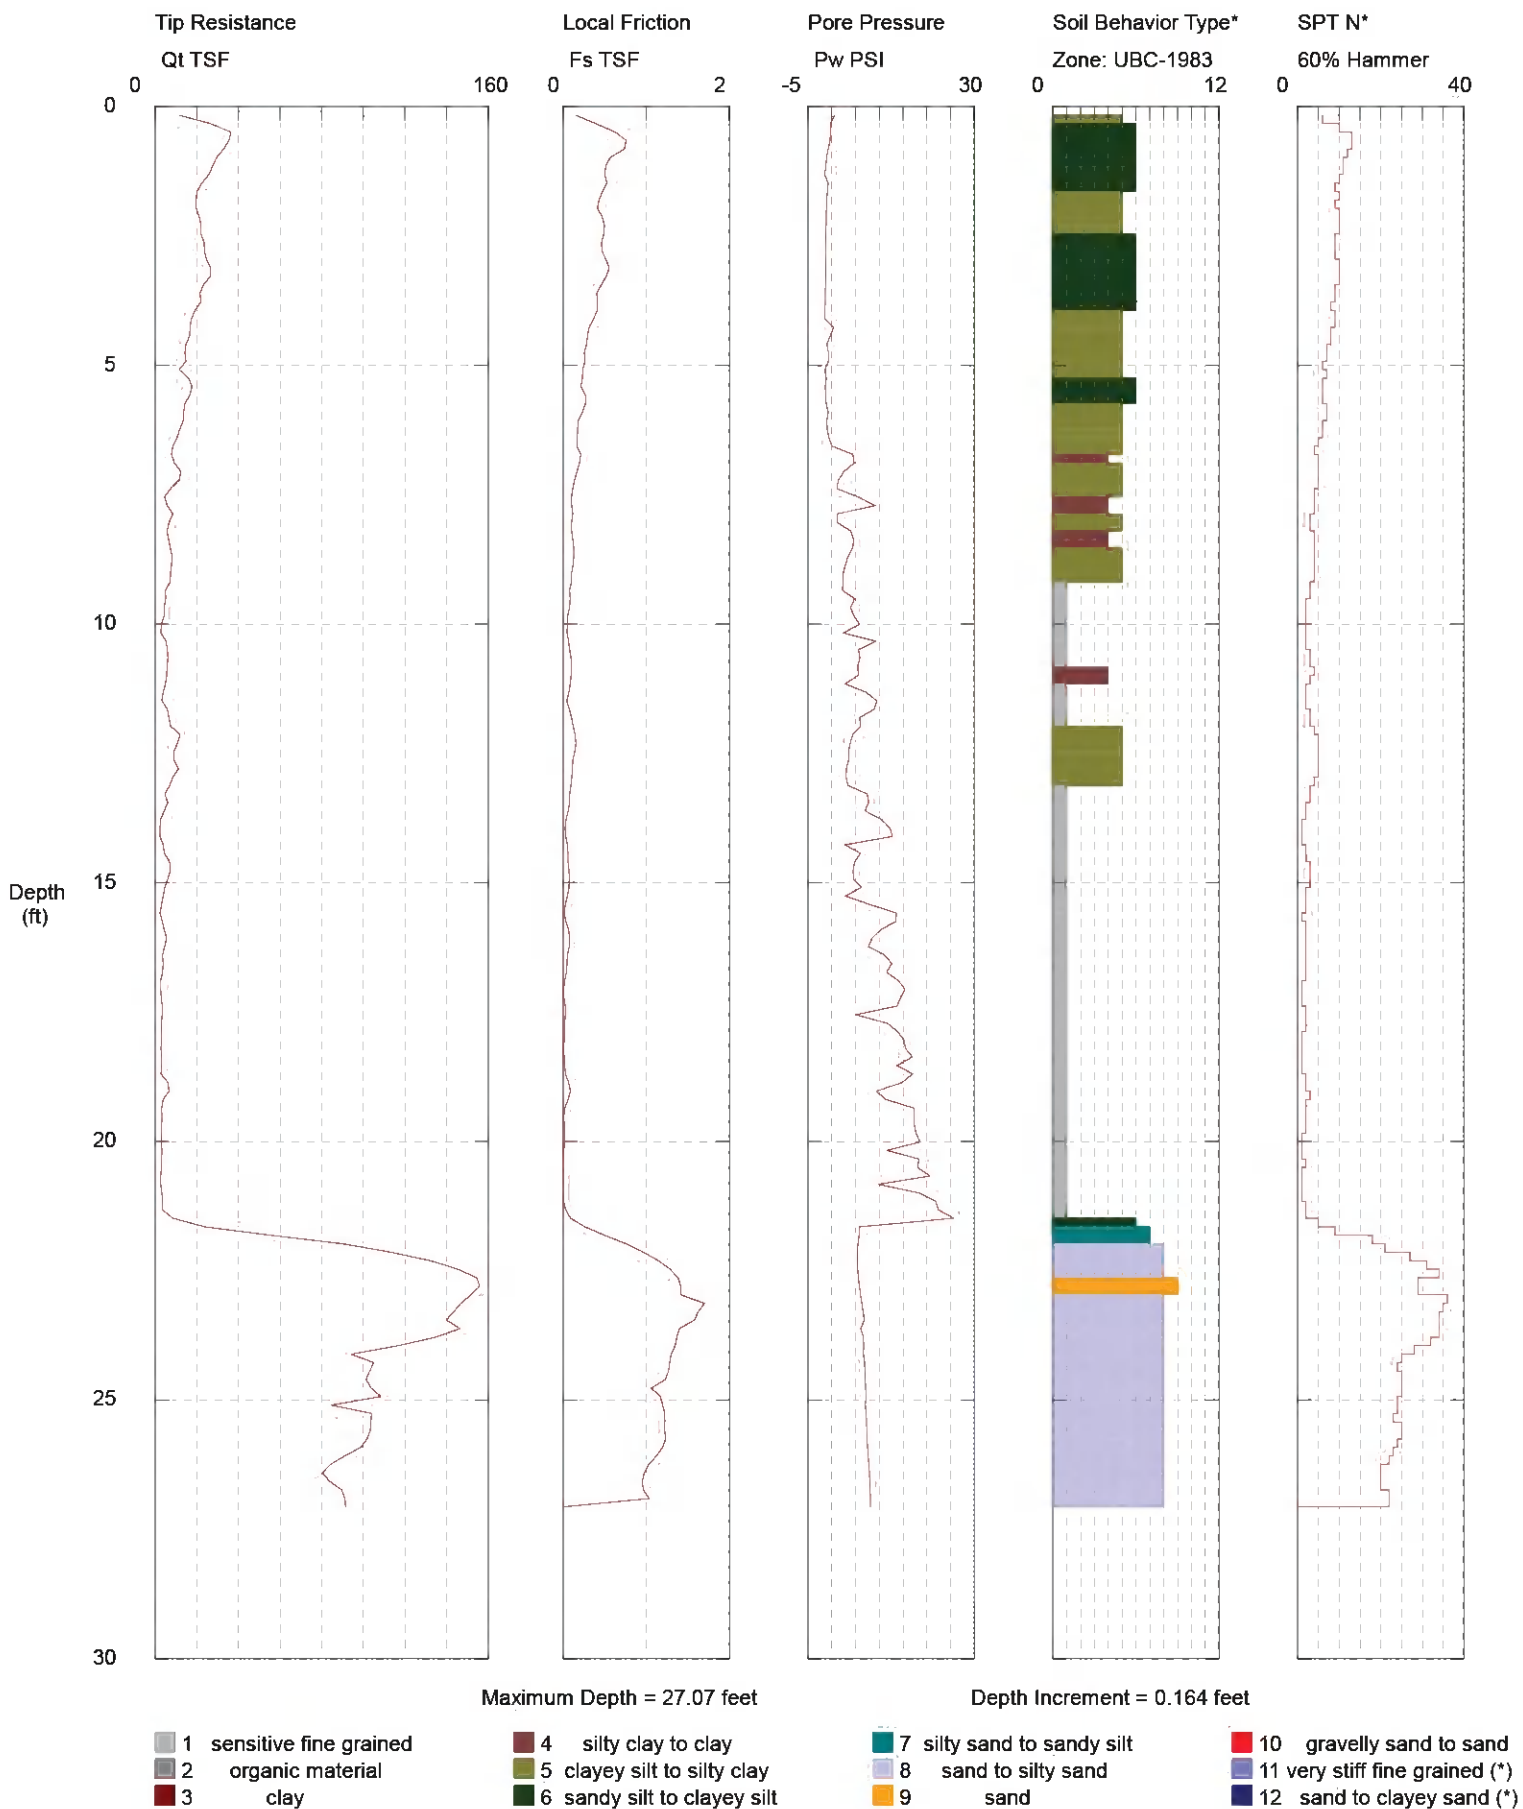 Tip Resistance
Local Friction
Pore Pressure
Soil Behavior Type*
SPT N*
Qt TSF
Fs TSF
Pw PSI
Zone: UBC-1983
60% Hammer
0
160
0
2
-5
30
0
12
0
40
0
5
10
15
20
25
30
Depth
(ft)
Maximum Depth = 27.07 feet
Depth Increment = 0.164 feet
1 sensitive fine grained
4 silty clay to clay
7 silty sand to sandy silt
10 gravelly sand to sand
2 organic material
5 clayey silt to silty clay
8 sand to silty sand
11 very stiff fine grained (*)
3 clay
6 sandy silt to clayey silt
9 sand
12 sand to clayey sand (*)